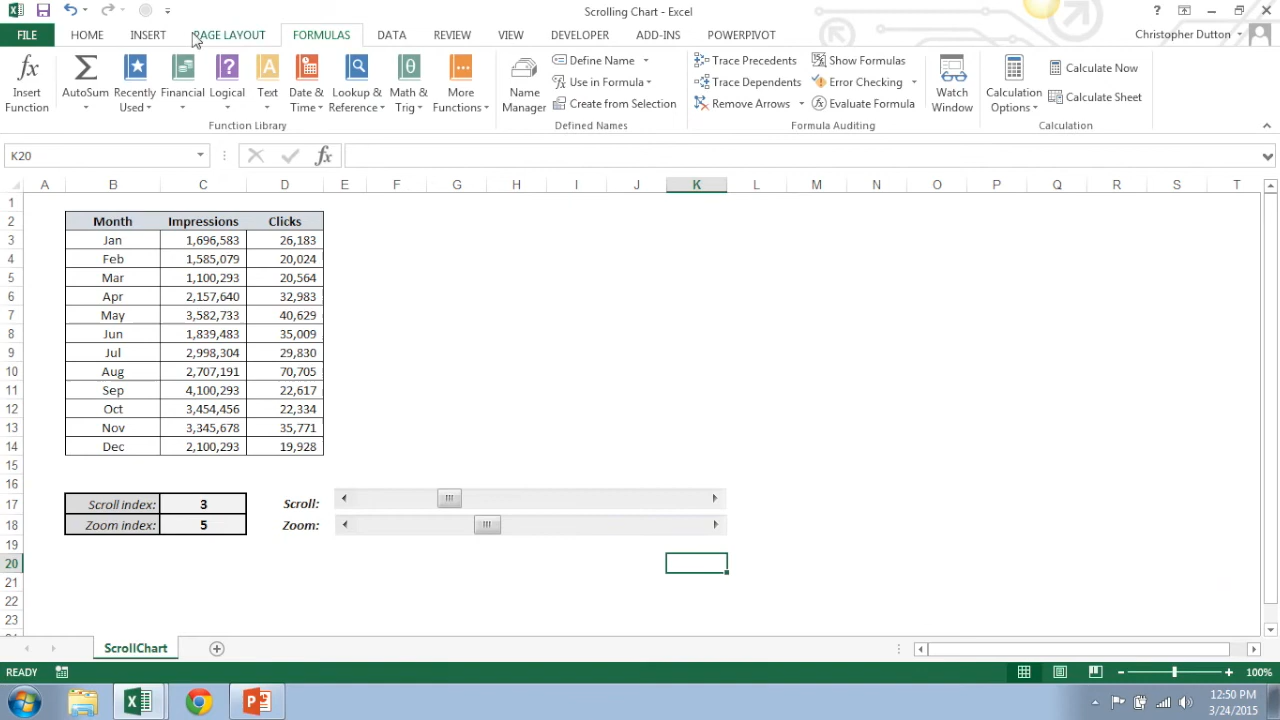 Scrolling Chart - Excel
?
FILE HOME INSERT PAGE LAYOUT FORMULAS DATA REVIEW VIEW DEVELOPER ADD-INS POWERPIVOT Christopher Dutton
fx
Insert Function
Σ
AutoSum
Recently Used
Financial
?
Logical
A
Text
Date & Time
Lookup & Reference
θ
Math & Trig
More Functions
Function Library
Name Manager
Define Name
Use in Formula
Create from Selection
Defined Names
Trace Precedents
Trace Dependents
Remove Arrows
Show Formulas
Error Checking
Evaluate Formula
Formula Auditing
Watch Window
Calculation Options
Calculate Now
Calculate Sheet
Calculation
K20 fx
A B C D E F G H I J K L M N O P Q R S T
1
2 Month Impressions Clicks
3 Jan 1,696,583 26,183
4 Feb 1,585,079 20,024
5 Mar 1,100,293 20,564
6 Apr 2,157,640 32,983
7 May 3,582,733 40,629
8 Jun 1,839,483 35,009
9 Jul 2,998,304 29,830
10 Aug 2,707,191 70,705
11 Sep 4,100,293 22,617
12 Oct 3,454,456 22,334
13 Nov 3,345,678 35,771
14 Dec 2,100,293 19,928
15
16
17 Scroll index: 3 Scroll:
18 Zoom index: 5 Zoom:
19
20
21
22
23
ScrollChart
READY 100%
12:50 PM
3/24/2015